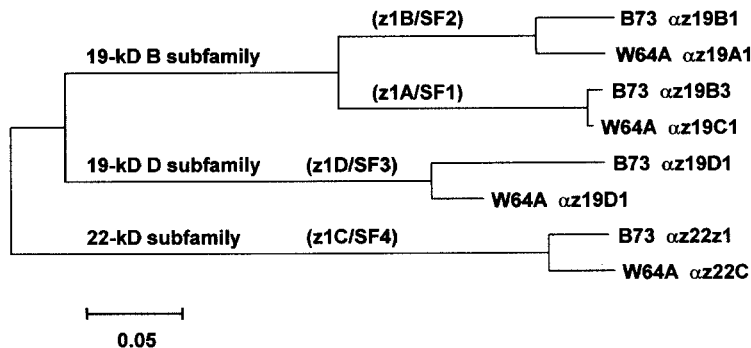 (z1B/SF2)
B73 αz19B1
19-kD B subfamily
W64A αz19A1
(z1A/SF1)
B73 αz19B3
W64A αz19C1
19-kD D subfamily (z1D/SF3)
B73 αz19D1
W64A αz19D1
22-kD subfamily (z1C/SF4)
B73 αz22z1
W64A αz22C
0.05